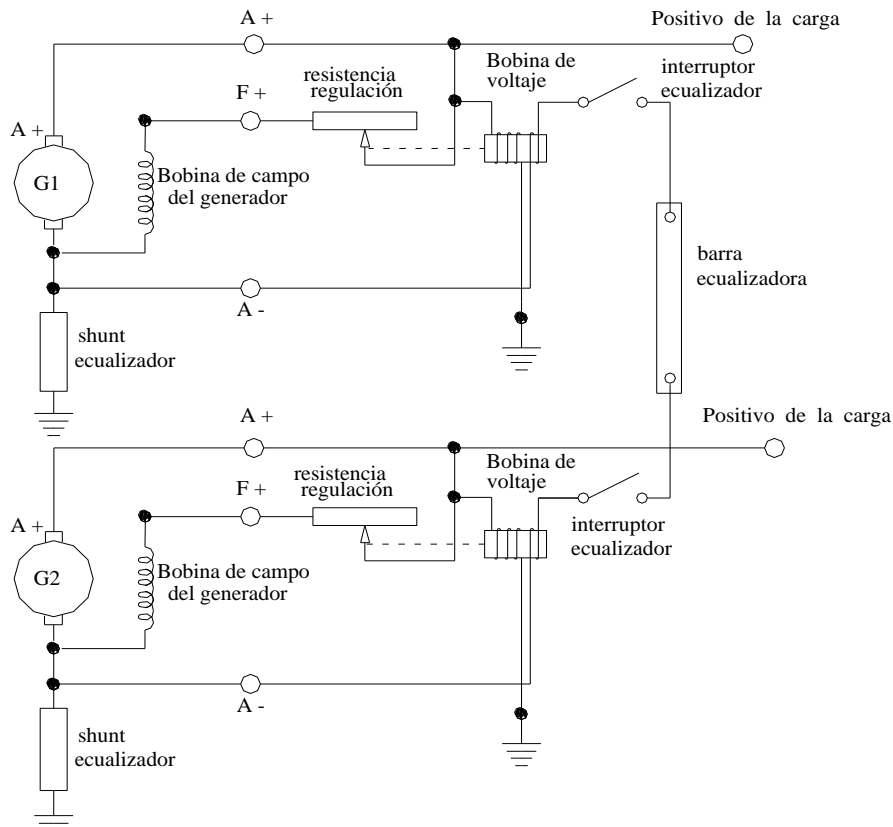 A +
Positivo de la carga
resistencia
regulación
Bobina de
voltaje
interruptor
ecualizador
F +
A +
G1
Bobina de campo
del generador
barra
ecualizadora
A -
shunt
ecualizador
A +
Positivo de la carga
resistencia
regulación
Bobina de
voltaje
F +
A +
interruptor
ecualizador
G2
Bobina de campo
del generador
A -
shunt
ecualizador